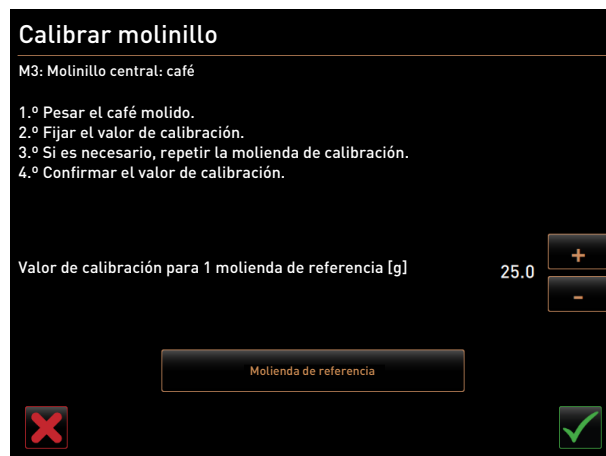 Calibrar molinillo
M3: Molinillo central: café
1.º Pesar el café molido.
2.º Fijar el valor de calibración.
3.º Si es necesario, repetir la molienda de calibración.
4.º Confirmar el valor de calibración.
+
Valor de calibración para 1 molienda de referencia [g] 25.0
-
Molienda de referencia